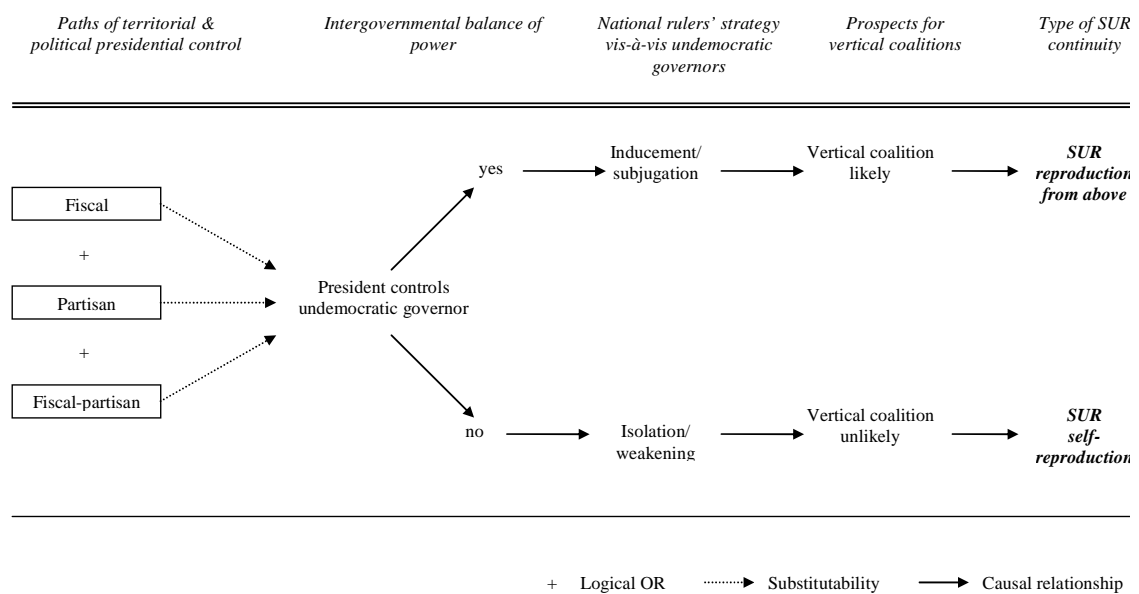 Paths of territorial &
political presidential control
Intergovernmental balance of
power
National rulers' strategy
vis-à-vis undemocratic
governors
Prospects for
vertical coalitions
Type of SUR
continuity
yes
Inducement/
subjugation
Vertical coalition
likely
SUR
reproduction
from above
Fiscal
+
Partisan
+
Fiscal-partisan
President controls
undemocratic governor
no
Isolation/
weakening
Vertical coalition
unlikely
SUR
self-
reproduction
+ Logical OR
Substitutability
Causal relationship